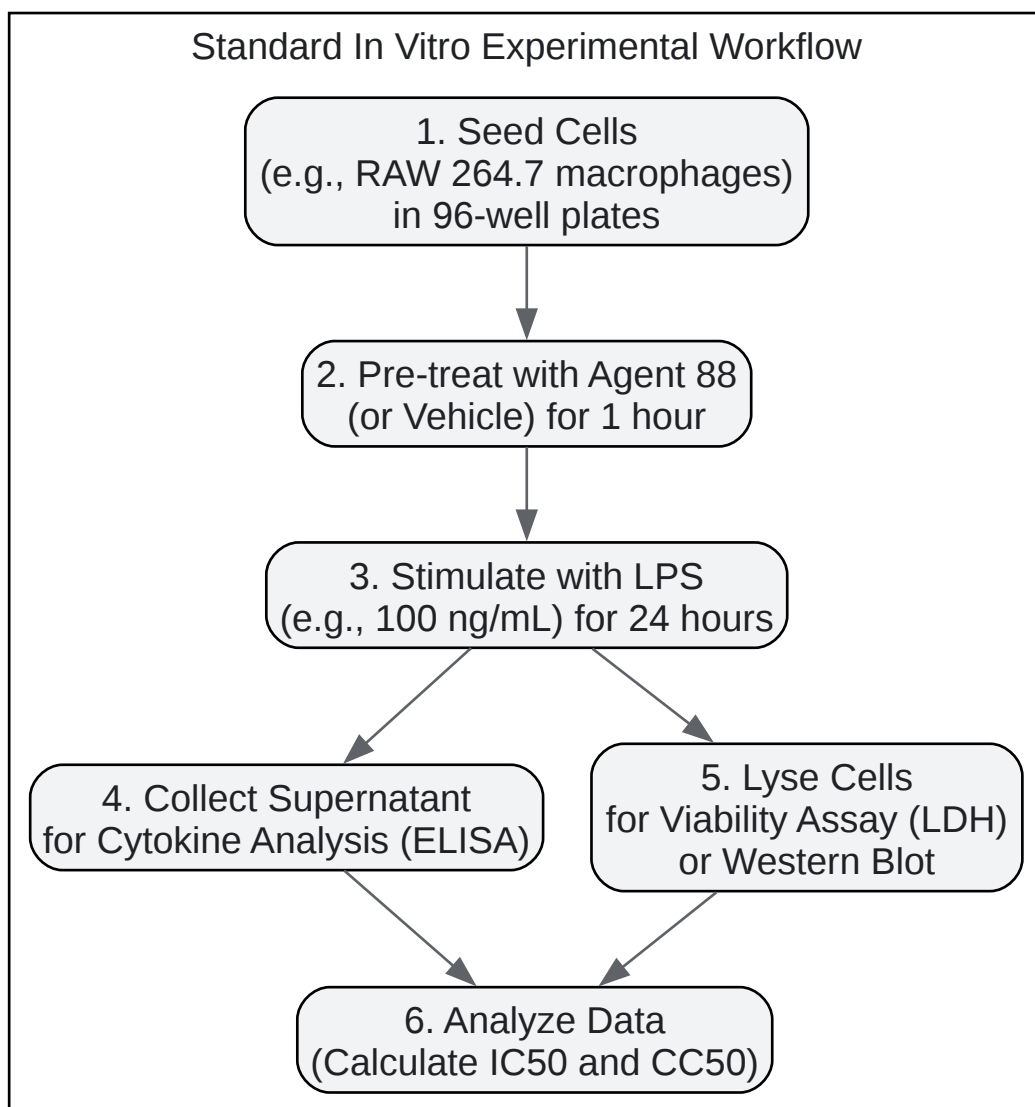 Standard In Vitro Experimental Workflow
1. Seed Cells
(e.g., RAW 264.7 macrophages)
in 96-well plates
2. Pre-treat with Agent 88
(or Vehicle) for 1 hour
3. Stimulate with LPS
(e.g., 100 ng/mL) for 24 hours
4. Collect Supernatant
for Cytokine Analysis (ELISA)
5. Lyse Cells
for Viability Assay (LDH)
or Western Blot
6. Analyze Data
(Calculate IC50 and CC50)